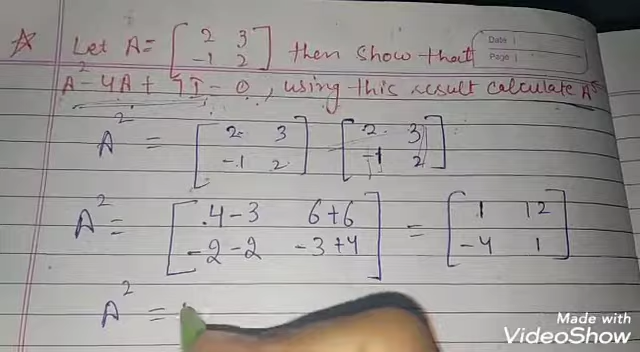 ☆ Let A = [ 2 3 ; -1 2 ] then show that
Date
Page
A² - 4A + 7I = 0, using this result calculate A⁵
A² = [ 2 3 ; -1 2 ] [ 2 3 ; -1 2 ]
A² = [ 4-3 6+6 ; -2-2 -3+4 ] = [ 1 12 ; -4 1 ]
A² =
Made with
VideoShow